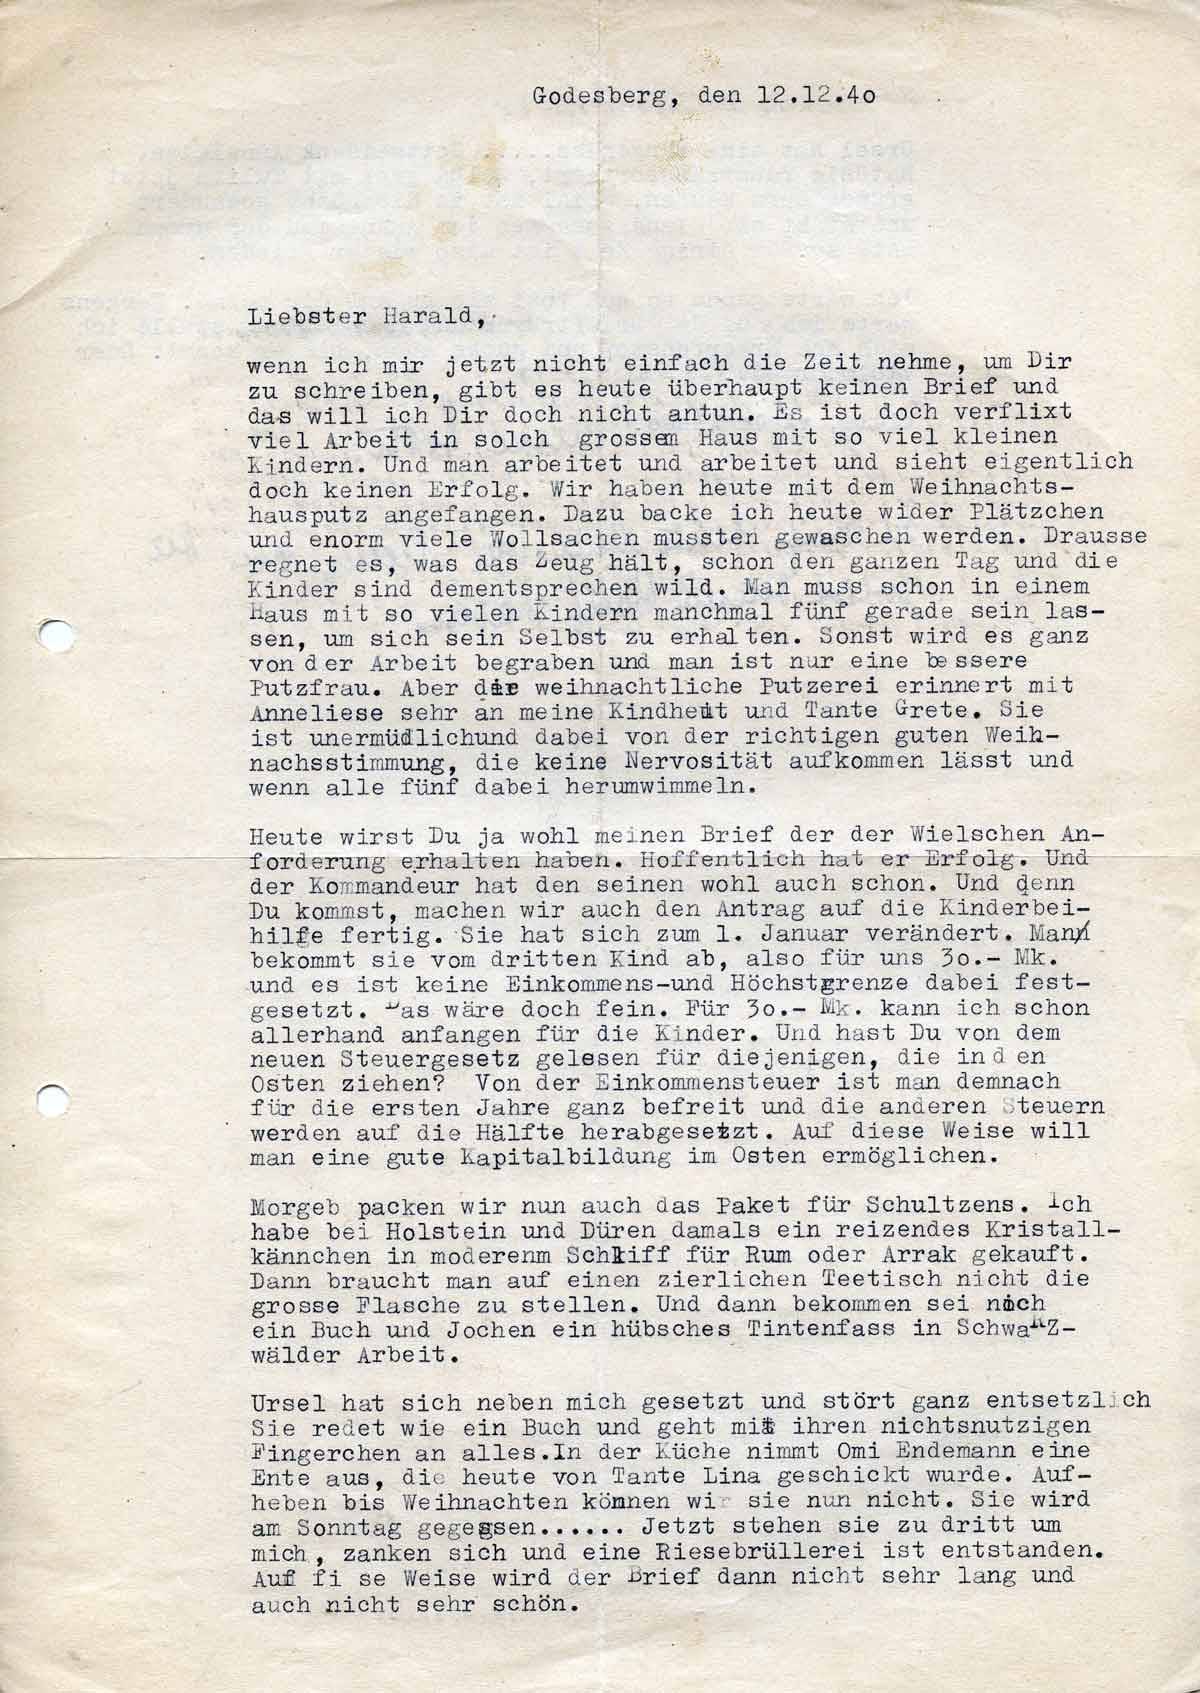 Godesberg, den 12.12.40
Liebster Harald,
wenn ich mir jetzt nicht einfach die Zeit nehme, um Dir
zu schreiben, gibt es heute überhaupt keinen Brief und
das will ich Dir doch nicht antun. Es ist doch verflixt
viel Arbeit in solch grossem Haus mit so viel kleinen
Kindern. Und man arbeitet und arbeitet und sieht eigentlich
doch keinen Erfolg. Wir haben heute mit dem Weihnachts-
hausputz angefangen. Dazu backe ich heute wider Plätzchen
und enorm viele Wollsachen mussten gewaschen werden. Drausse
regnet es, was das Zeug hält, schon den ganzen Tag und die
Kinder sind dementsprechen wild. Man muss schon in einem
Haus mit so vielen Kindern manchmal fünf gerade sein las-
sen, um sich sein Selbst zu erhalten. Sonst wird es ganz
von der Arbeit begraben und man ist nur eine bessere
Putzfrau. Aber die weihnachtliche Putzerei erinnert mit
Anneliese sehr an meine Kindheit und Tante Grete. Sie
ist unermüdlichund dabei von der richtigen guten Weih-
nachsstimmung, die keine Nervosität aufkommen lässt und
wenn alle fünf dabei herumwimmeln.
Heute wirst Du ja wohl meinen Brief der der Wielschen An-
forderung erhalten haben. Hoffentlich hat er Erfolg. Und
der Kommandeur hat den seinen wohl auch schon. Und denn
Du kommst, machen wir auch den Antrag auf die Kinderbei-
hilfe fertig. Sie hat sich zum 1. Januar verändert. Man
bekommt sie vom dritten Kind ab, also für uns 30.- Mk.
und es ist keine Einkommens-und Höchstgrenze dabei fest-
gesetzt. Das wäre doch fein. Für 30.- Mk. kann ich schon
allerhand anfangen für die Kinder. Und hast Du von dem
neuen Steuergesetz gelesen für diejenigen, die in den
Osten ziehen? Von der Einkommensteuer ist man demnach
für die ersten Jahre ganz befreit und die anderen Steuern
werden auf die Hälfte herabgesetzt. Auf diese Weise will
man eine gute Kapitalbildung im Osten ermöglichen.
Morgeb packen wir nun auch das Paket für Schultzens. Ich
habe bei Holstein und Düren damals ein reizendes Kristall-
kännchen in moderenm Schliff für Rum oder Arrak gekauft.
Dann braucht man auf einen zierlichen Teetisch nicht die
grosse Flasche zu stellen. Und dann bekommen sei noch
ein Buch und Jochen ein hübsches Tintenfass in Schwarz-
wälder Arbeit.
Ursel hat sich neben mich gesetzt und stört ganz entsetzlich
Sie redet wie ein Buch und geht mit ihren nichtsnutzigen
Fingerchen an alles.In der Küche nimmt Omi Endemann eine
Ente aus, die heute von Tante Lina geschickt wurde. Auf-
heben bis Weihnachten können wir sie nun nicht. Sie wird
am Sonntag gegessen...... Jetzt stehen sie zu dritt um
mich, zanken sich und eine Riesebrüllerei ist entstanden.
Auf fi se Weise wird der Brief dann nicht sehr lang und
auch nicht sehr schön.